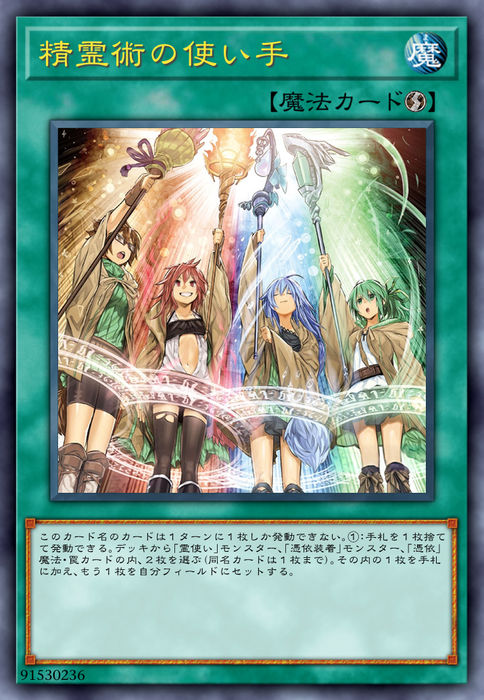 精霊術の使い手
魔
【魔法カード】
このカード名のカードは1ターンに1枚しか発動できない。①:手札を1枚捨て
て発動できる。デッキから「霊使い」モンスター、「憑依装着」モンスター、「憑依」
魔法・罠カードの内、2枚を選ぶ(同名カードは1枚まで)。その内の1枚を手札
に加え、もう1枚を自分フィールドにセットする。
91530236